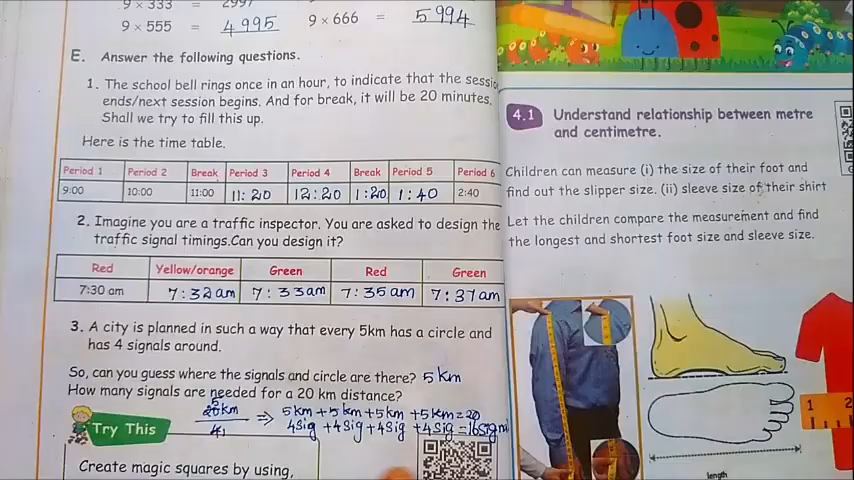 9 × 333 = 2997
9 × 555 = 4995 9 × 666 = 5994
E. Answer the following questions.
1. The school bell rings once in an hour, to indicate that the sessio
ends/next session begins. And for break, it will be 20 minutes.
Shall we try to fill this up.
Here is the time table.
Period 1 Period 2 Break Period 3 Period 4 Break Period 5 Period 6
9:00 10:00 11:00 11:20 12:20 1:20 1:40 2:40
2. Imagine you are a traffic inspector. You are asked to design the
traffic signal timings.Can you design it?
Red Yellow/orange Green Red Green
7:30 am 7:32am 7:33am 7:35am 7:37am
3. A city is planned in such a way that every 5km has a circle and
has 4 signals around.
So, can you guess where the signals and circle are there? 5km
How many signals are needed for a 20 km distance?
5
20km ⇒ 5km+5km+5km+5km=20
4 4sig+4sig+4sig+4sig=16signl
Try This
Create magic squares by using,
4.1 Understand relationship between metre
and centimetre.
Children can measure (i) the size of their foot and
find out the slipper size. (ii) sleeve size of their shirt
Let the children compare the measurement and find
the longest and shortest foot size and sleeve size.
1 2
length